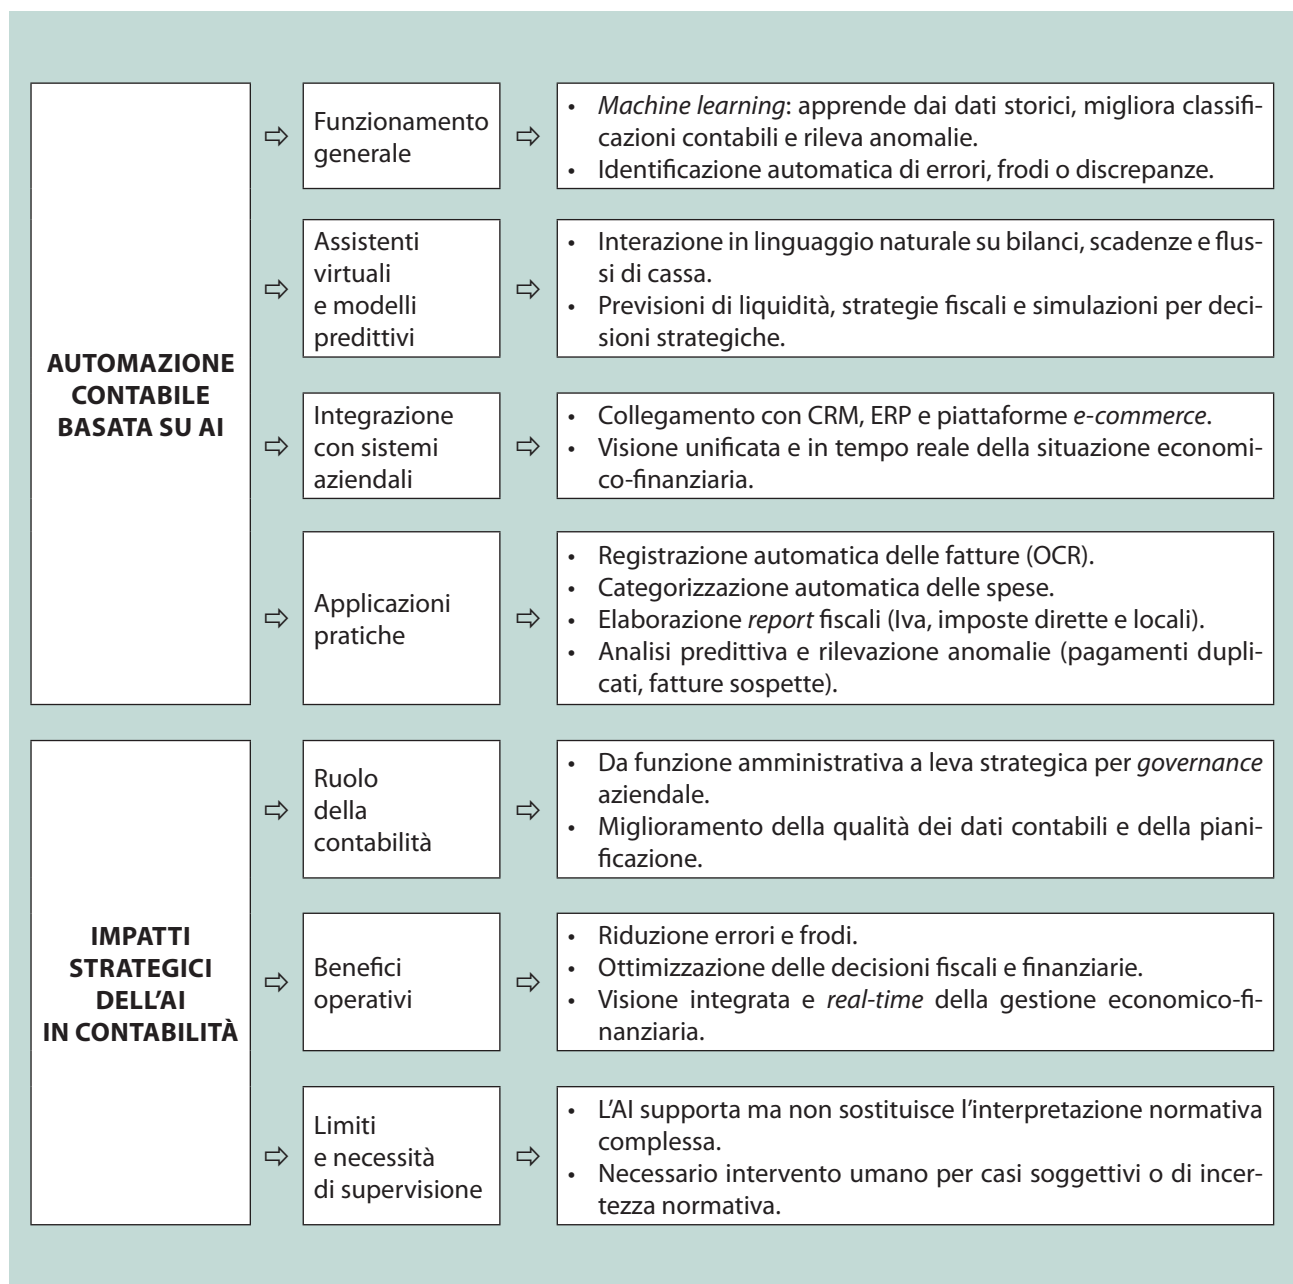 AUTOMAZIONE
CONTABILE
BASATA SU AI
Funzionamento
generale
• Machine learning: apprende dai dati storici, migliora classifi-
cazioni contabili e rileva anomalie.
• Identificazione automatica di errori, frodi o discrepanze.
Assistenti
virtuali
e modelli
predittivi
• Interazione in linguaggio naturale su bilanci, scadenze e flus-
si di cassa.
• Previsioni di liquidità, strategie fiscali e simulazioni per deci-
sioni strategiche.
Integrazione
con sistemi
aziendali
• Collegamento con CRM, ERP e piattaforme e-commerce.
• Visione unificata e in tempo reale della situazione economi-
co-finanziaria.
Applicazioni
pratiche
• Registrazione automatica delle fatture (OCR).
• Categorizzazione automatica delle spese.
• Elaborazione report fiscali (Iva, imposte dirette e locali).
• Analisi predittiva e rilevazione anomalie (pagamenti dupli-
cati, fatture sospette).
IMPATTI
STRATEGICI
DELL'AI
IN CONTABILITÀ
Ruolo
della
contabilità
• Da funzione amministrativa a leva strategica per governance
aziendale.
• Miglioramento della qualità dei dati contabili e della piani-
ficazione.
Benefici
operativi
• Riduzione errori e frodi.
• Ottimizzazione delle decisioni fiscali e finanziarie.
• Visione integrata e real-time della gestione economico-fi-
nanziaria.
Limiti
e necessità
di supervisione
• L'AI supporta ma non sostituisce l'interpretazione normativa
complessa.
• Necessario intervento umano per casi soggettivi o di incer-
tezza normativa.